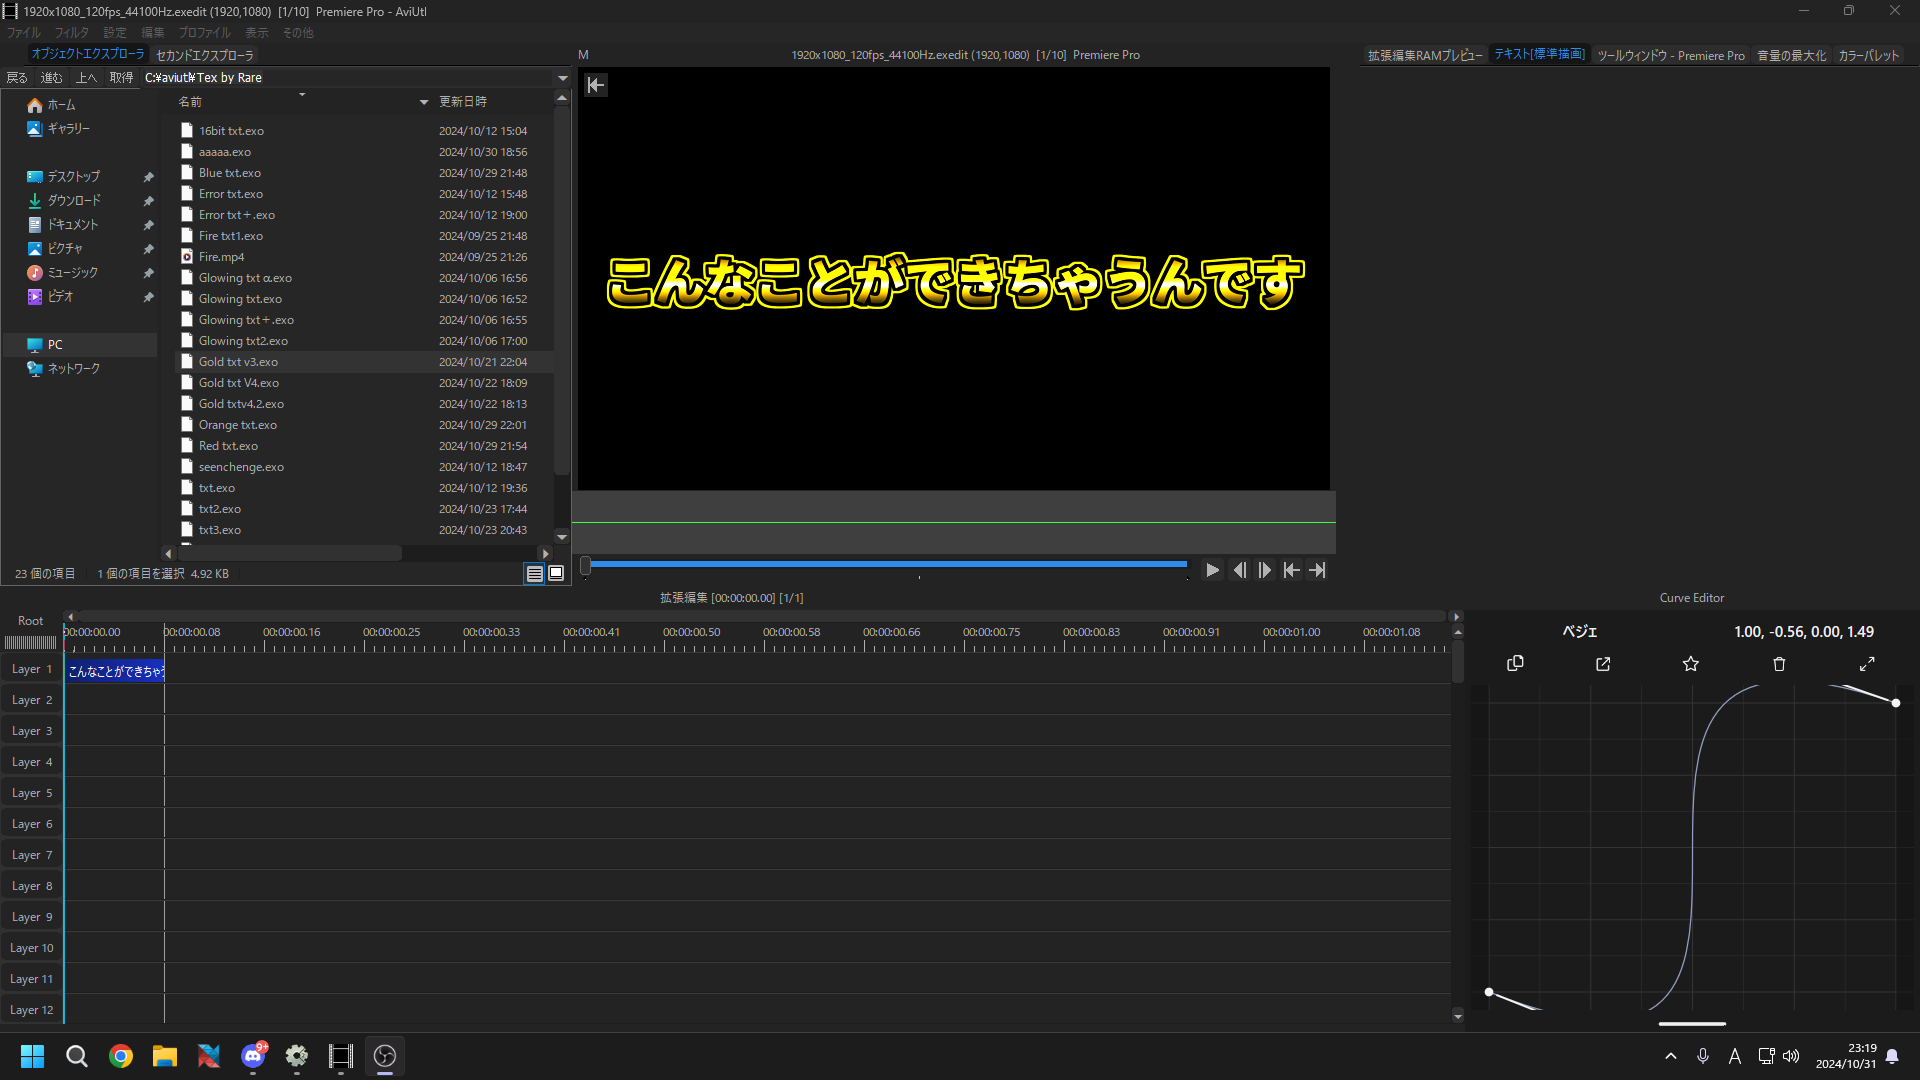 1920x1080_120fps_44100Hz.exedit (1920,1080) [1/10] Premiere Pro - AviUtl
ファイル フィルタ 設定 編集 プロファイル 表示 その他
オブジェクトエクスプローラ セカンドエクスプローラ
M 1920x1080_120fps_44100Hz.exedit (1920,1080) [1/10] Premiere Pro
拡張編集RAMプレビュー テキスト[標準描画] ツールウィンドウ - Premiere Pro 音量の最大化 カラーパレット
戻る 進む 上へ 取得 C:¥aviutl¥Tex by Rare
ホーム
ギャラリー
デスクトップ
ダウンロード
ドキュメント
ピクチャ
ミュージック
ビデオ
PC
ネットワーク
名前 更新日時
16bit txt.exo 2024/10/12 15:04
aaaaa.exo 2024/10/30 18:56
Blue txt.exo 2024/10/29 21:48
Error txt.exo 2024/10/12 15:48
Error txt＋.exo 2024/10/12 19:00
Fire txt1.exo 2024/09/25 21:48
Fire.mp4 2024/09/25 21:26
Glowing txt α.exo 2024/10/06 16:56
Glowing txt.exo 2024/10/06 16:52
Glowing txt＋.exo 2024/10/06 16:55
Glowing txt2.exo 2024/10/06 17:00
Gold txt v3.exo 2024/10/21 22:04
Gold txt V4.exo 2024/10/22 18:09
Gold txtv4.2.exo 2024/10/22 18:13
Orange txt.exo 2024/10/29 22:01
Red txt.exo 2024/10/29 21:54
seenchenge.exo 2024/10/12 18:47
txt.exo 2024/10/12 19:36
txt2.exo 2024/10/23 17:44
txt3.exo 2024/10/23 20:43
23 個の項目 1 個の項目を選択 4.92 KB
こんなことができちゃうんです
拡張編集 [00:00:00.00] [1/1]
Root
00:00:00.00 00:00:00.08 00:00:00.16 00:00:00.25 00:00:00.33 00:00:00.41 00:00:00.50 00:00:00.58 00:00:00.66 00:00:00.75 00:00:00.83 00:00:00.91 00:00:01.00 00:00:01.08
Layer 1 こんなことができちゃう
Layer 2
Layer 3
Layer 4
Layer 5
Layer 6
Layer 7
Layer 8
Layer 9
Layer 10
Layer 11
Layer 12
Curve Editor
ベジェ 1.00, -0.56, 0.00, 1.49
9+
A
23:19
2024/10/31